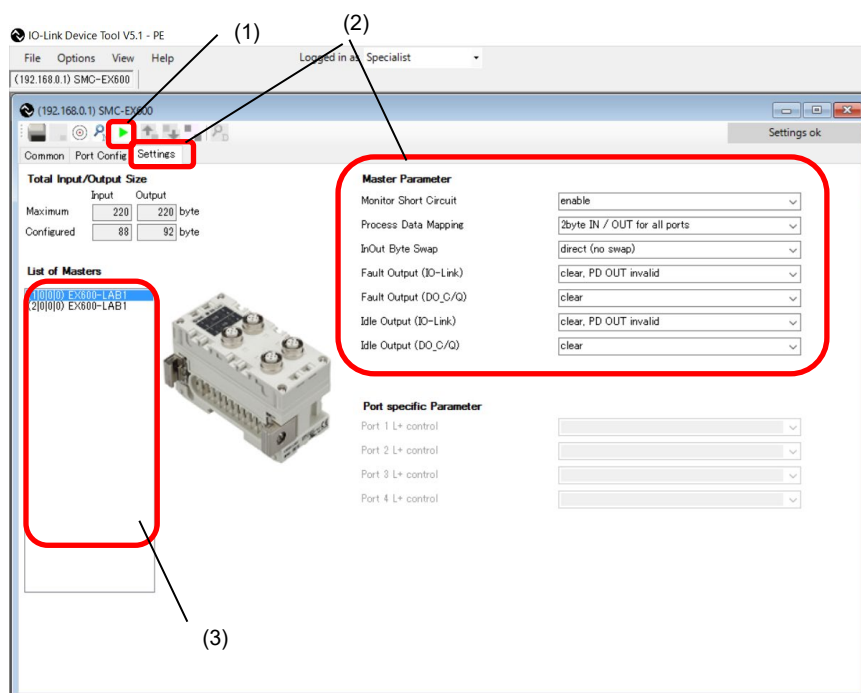 (1)
(2)
IO-Link Device Tool V5.1 - PE
File Options View Help Logged in as Specialist
(192.168.0.1) SMC-EX600
(192.168.0.1) SMC-EX600
Settings ok
Common Port Config Settings
Total Input/Output Size
Input Output
Maximum 220 220 byte
Configured 88 92 byte
List of Masters
(1|0|0|0) EX600-LAB1
(2|0|0|0) EX600-LAB1
Master Parameter
Monitor Short Circuit enable
Process Data Mapping 2byte IN / OUT for all ports
InOut Byte Swap direct (no swap)
Fault Output (IO-Link) clear, PD OUT invalid
Fault Output (DO_C/Q) clear
Idle Output (IO-Link) clear, PD OUT invalid
Idle Output (DO_C/Q) clear
Port specific Parameter
Port 1 L+ control
Port 2 L+ control
Port 3 L+ control
Port 4 L+ control
(3)